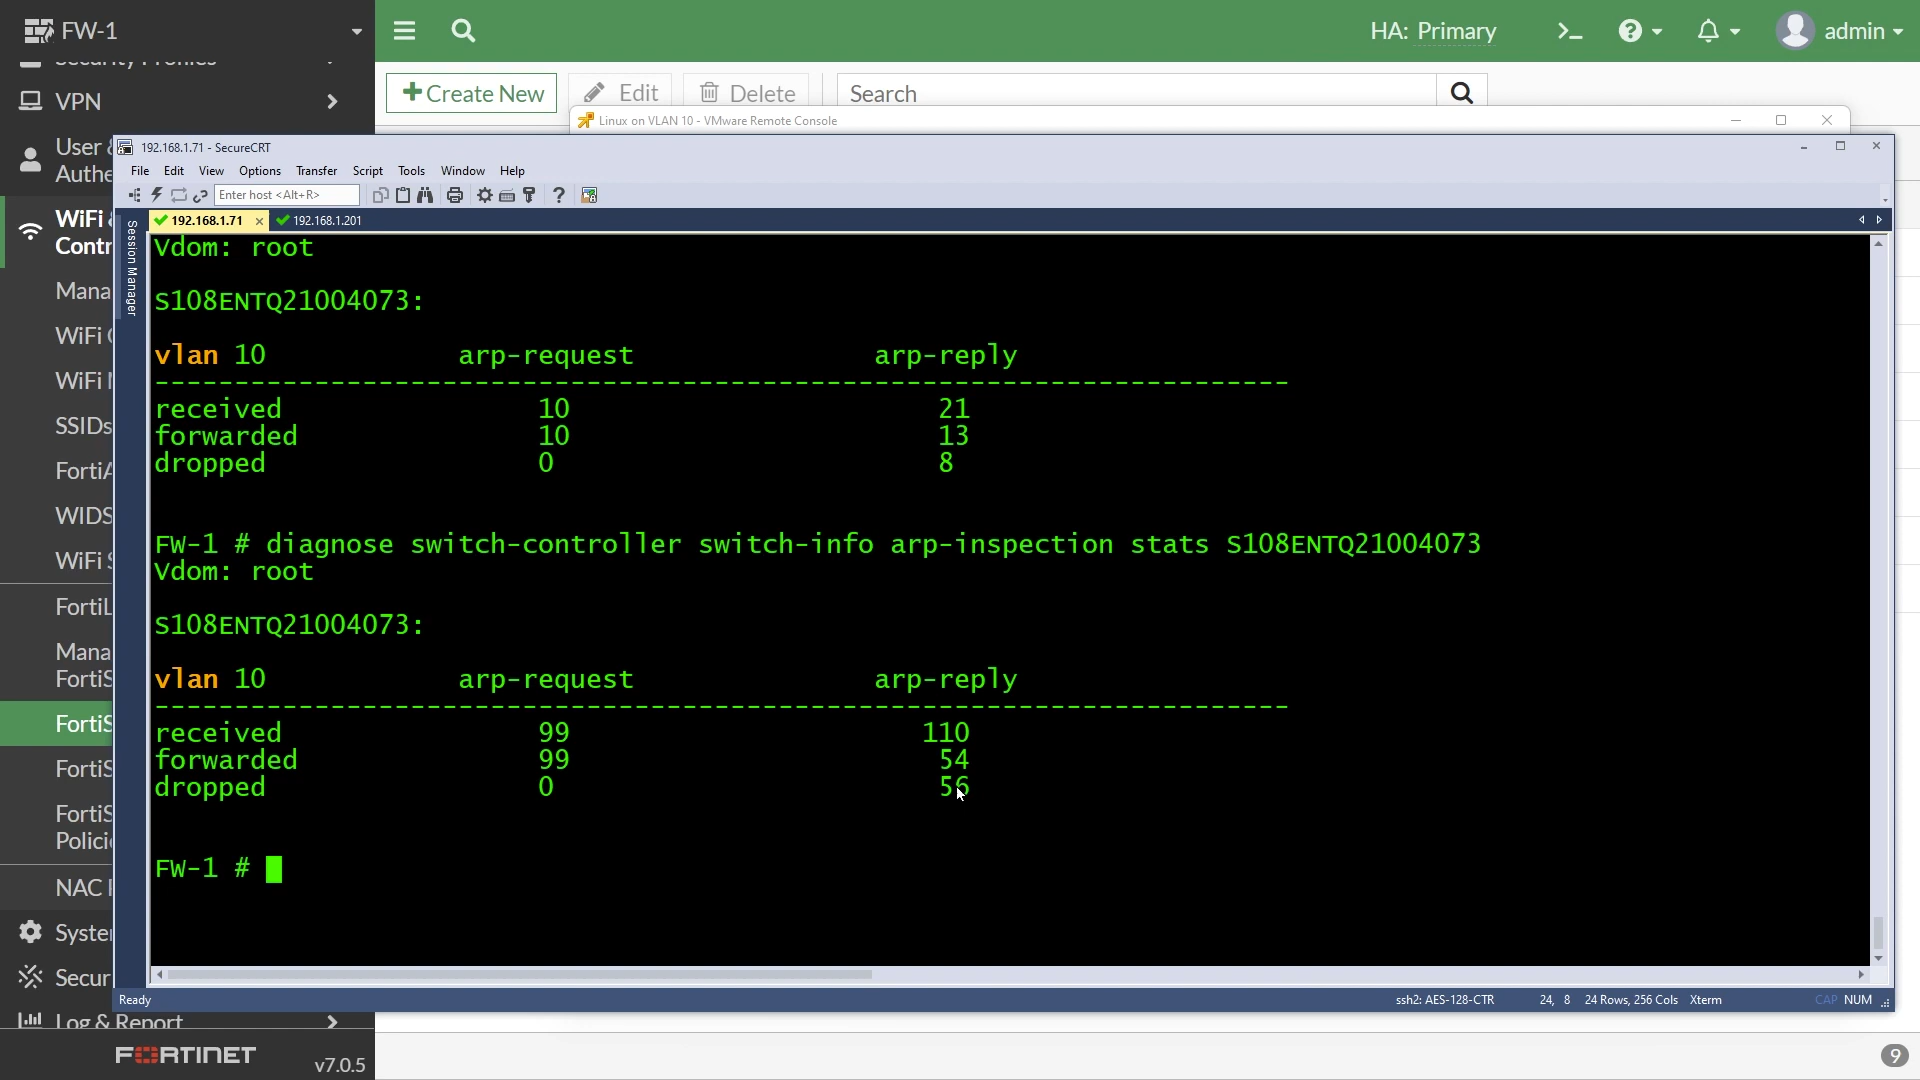 FW-1
HA: Primary
admin
Security Profiles
VPN
Create New
Edit
Delete
Search
Linux on VLAN 10 - VMware Remote Console
User &
Authe
WiFi &
Contr
Mana
WiFi
WiFi
SSIDs
FortiA
WIDS
WiFi
FortiL
Mana
FortiS
FortiS
FortiS
FortiS
Polici
NAC
System
Secur
Log & Report
FORTINET
v7.0.5
192.168.1.71 - SecureCRT
File Edit View Options Transfer Script Tools Window Help
Enter host <Alt+R>
192.168.1.71 192.168.1.201
Session Manager
Vdom: root
S108ENTQ21004073:
vlan 10 arp-request arp-reply
-----------------------------------------------------------------------
received 10 21
forwarded 10 13
dropped 0 8
FW-1 # diagnose switch-controller switch-info arp-inspection stats S108ENTQ21004073
Vdom: root
S108ENTQ21004073:
vlan 10 arp-request arp-reply
-----------------------------------------------------------------------
received 99 110
forwarded 99 54
dropped 0 56
FW-1 #
Ready
ssh2: AES-128-CTR 24, 8 24 Rows, 256 Cols Xterm CAP NUM
9